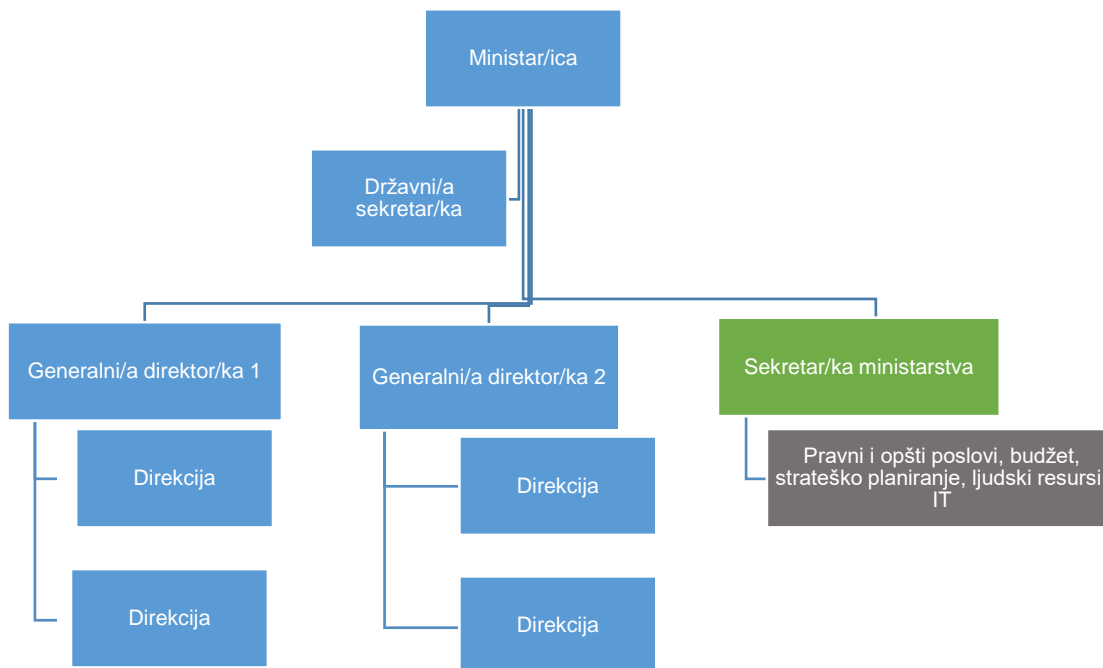 Ministar/ica
Državni/a
sekretar/ka
Generalni/a direktor/ka 1
Generalni/a direktor/ka 2
Sekretar/ka ministarstva
Direkcija
Direkcija
Pravni i opšti poslovi, budžet,
strateško planiranje, ljudski resursi
IT
Direkcija
Direkcija